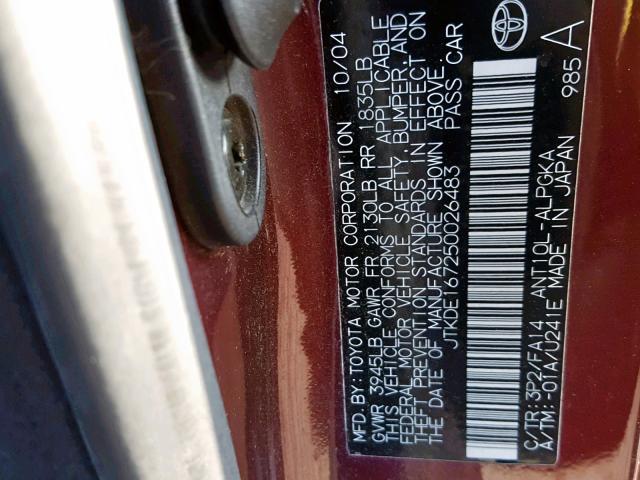 MFD. BY: TOYOTA MOTOR CORPORATION 10/04
GVWR 3945LB GAWR FR 2130LB RR 1835LB
THIS VEHICLE CONFORMS TO ALL APPLICABLE
FEDERAL MOTOR VEHICLE SAFETY, BUMPER, AND
THEFT PREVENTION STANDARDS IN EFFECT ON
THE DATE OF MANUFACTURE SHOWN ABOVE.
JTKDE167250026483 PASS CAR
C/TR: 3P2/FA14 ANT10L-ALPGKA
A/TM: -01A/U241E MADE IN JAPAN
985 A